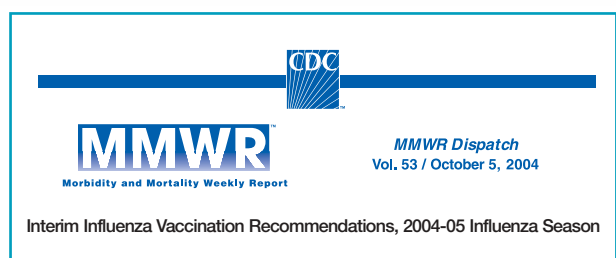 CDC
MMWR
Morbidity and Mortality Weekly Report
MMWR Dispatch
Vol. 53 / October 5, 2004
Interim Influenza Vaccination Recommendations, 2004-05 Influenza Season